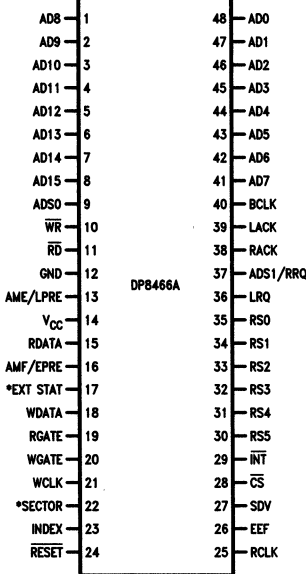 AD8 1 48 AD0
AD9 2 47 AD1
AD10 3 46 AD2
AD11 4 45 AD3
AD12 5 44 AD4
AD13 6 43 AD5
AD14 7 42 AD6
AD15 8 41 AD7
ADS0 9 40 BCLK
W̅R̅ 10 39 LACK
R̅D̅ 11 38 RACK
GND 12 DP8466A 37 ADS1/RRQ
AME/LPRE 13 36 LRQ
VCC 14 35 RS0
RDATA 15 34 RS1
AMF/EPRE 16 33 RS2
*EXT STAT 17 32 RS3
WDATA 18 31 RS4
RGATE 19 30 RS5
WGATE 20 29 I̅N̅T̅
WCLK 21 28 C̅S̅
*SECTOR 22 27 SDV
INDEX 23 26 EEF
R̅E̅S̅E̅T̅ 24 25 RCLK